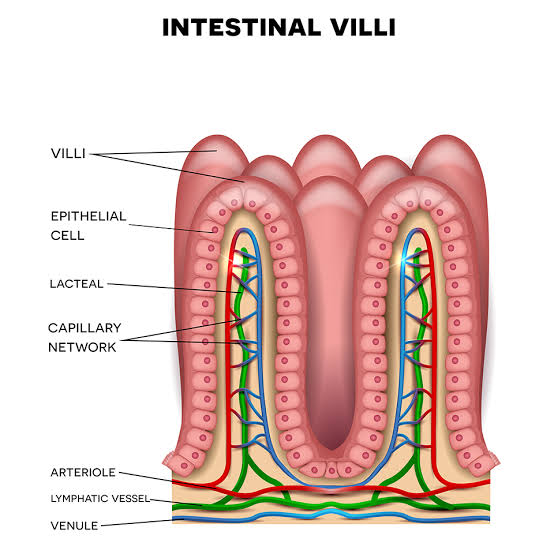 INTESTINAL VILLI
VILLI
EPITHELIAL
CELL
LACTEAL
CAPILLARY
NETWORK
ARTERIOLE
LYMPHATIC VESSEL
VENULE